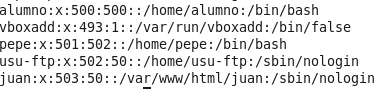 alumno:x:500:500::/home/alumno:/bin/bash
vboxadd:x:493:1::/var/run/vboxadd:/bin/false
pepe:x:501:502::/home/pepe:/bin/bash
usu-ftp:x:502:50::/home/usu-ftp:/sbin/nologin
juan:x:503:50::/var/www/html/juan:/sbin/nologin